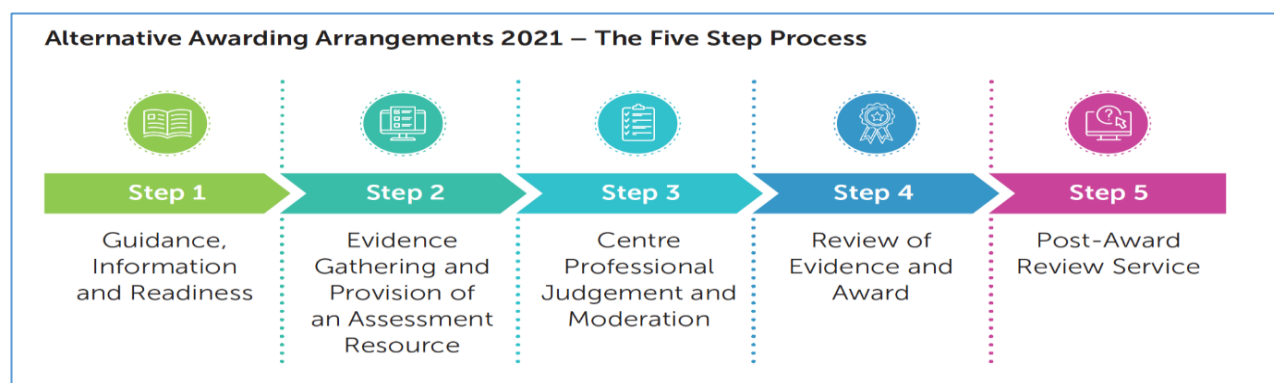 Alternative Awarding Arrangements 2021 – The Five Step Process
Step 1
Step 2
Step 3
Step 4
Step 5
Guidance,
Information
and Readiness
Evidence
Gathering and
Provision of
an Assessment
Resource
Centre
Professional
Judgement and
Moderation
Review of
Evidence and
Award
Post-Award
Review Service